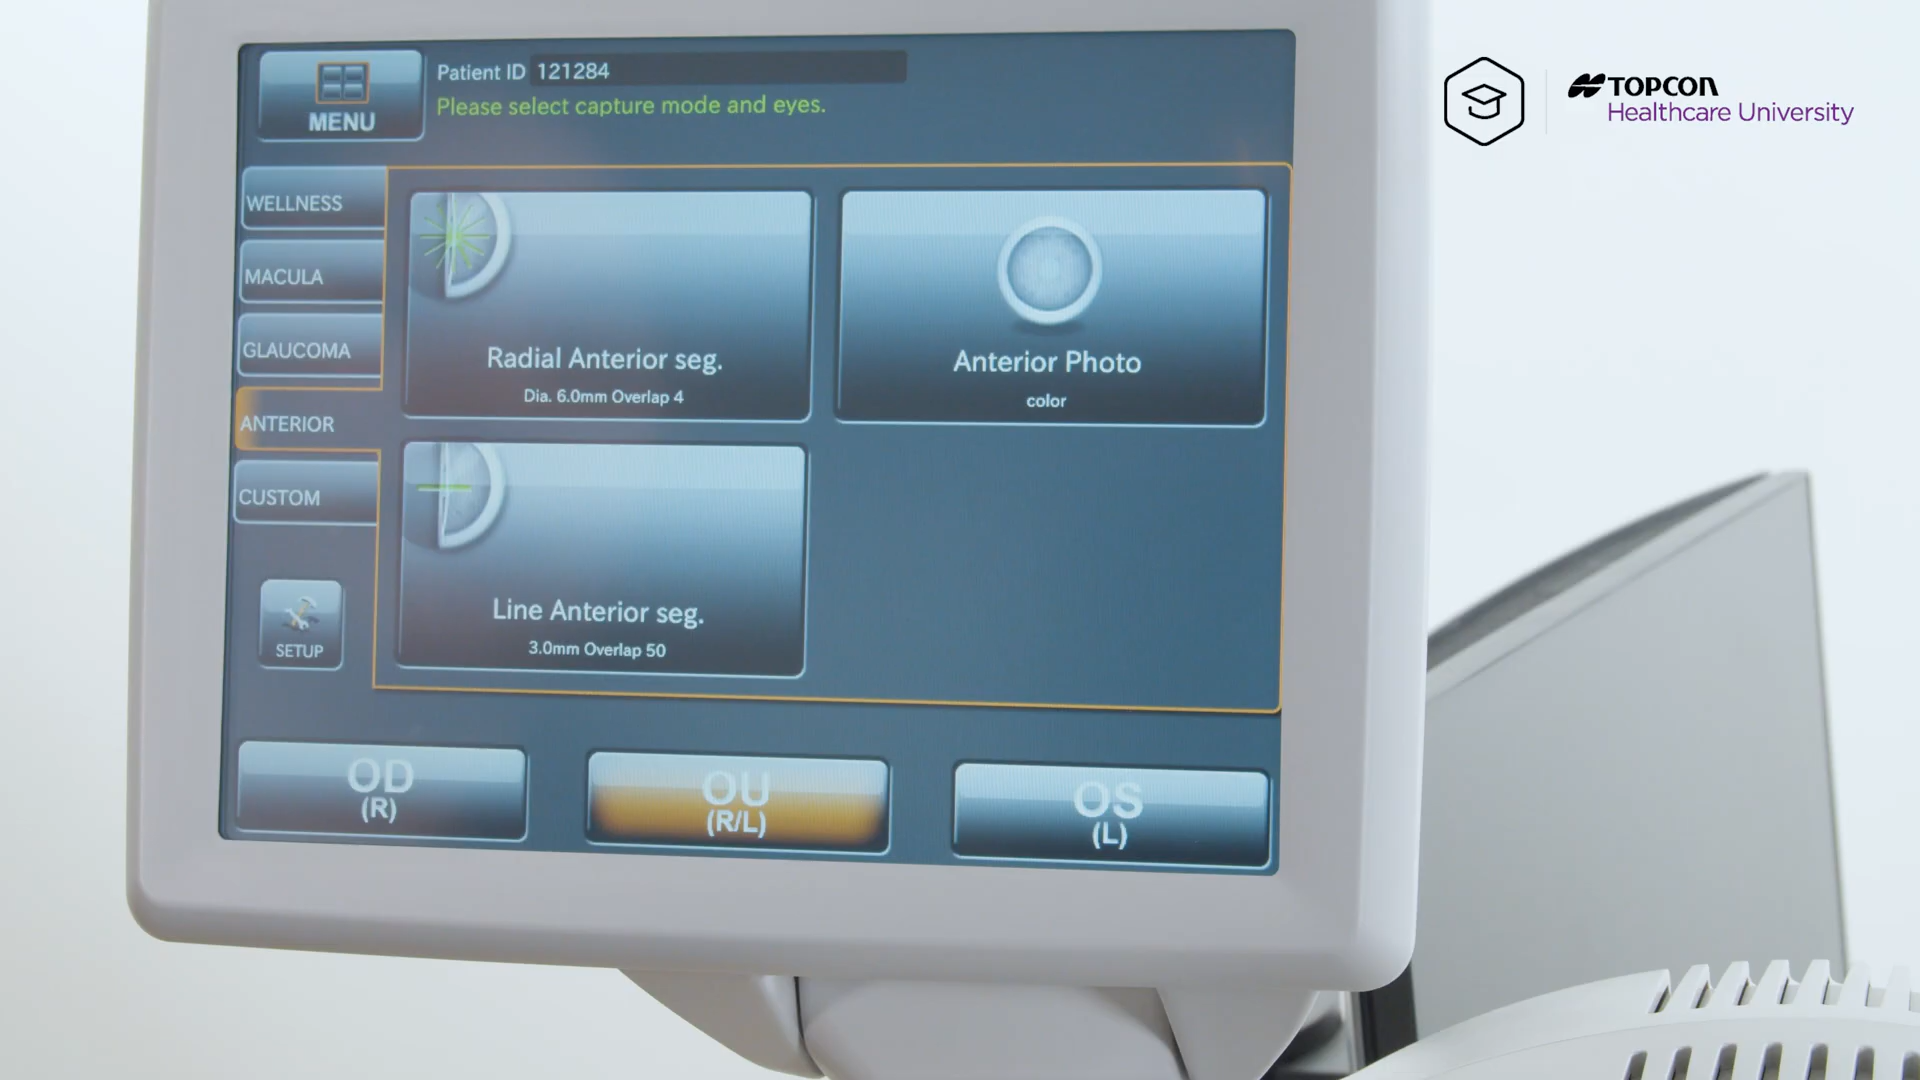 MENU
Patient ID 121284
Please select capture mode and eyes.
WELLNESS
MACULA
GLAUCOMA
ANTERIOR
CUSTOM
SETUP
Radial Anterior seg.
Dia. 6.0mm Overlap 4
Anterior Photo
color
Line Anterior seg.
3.0mm Overlap 50
OD
(R)
OU
(R/L)
OS
(L)
TOPCON
Healthcare University